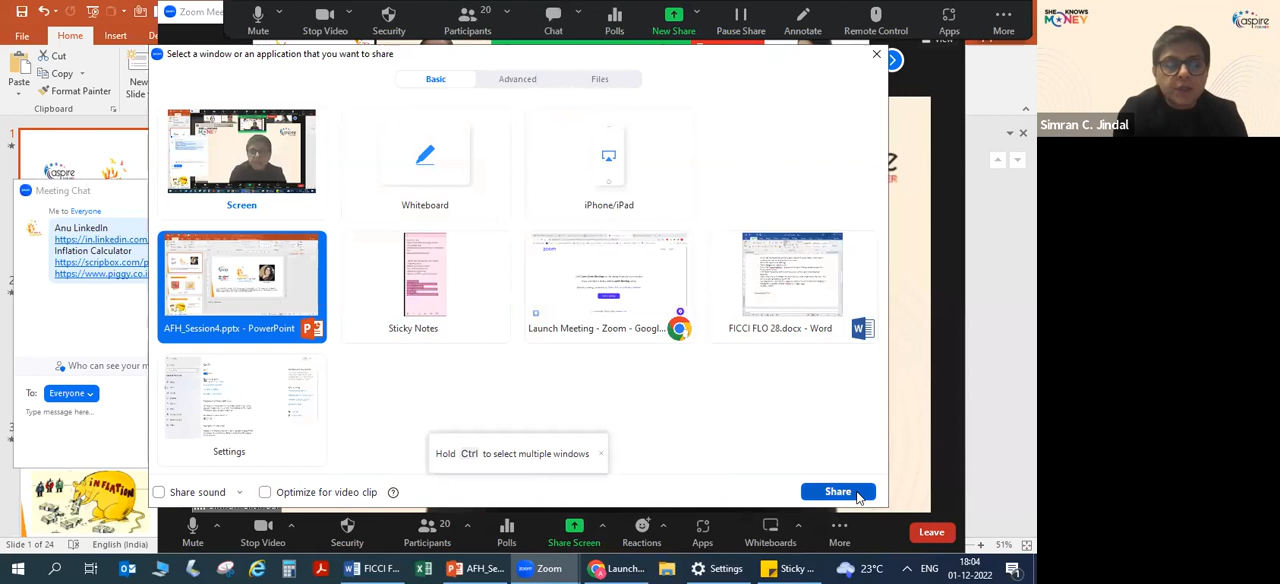 Zoom Mee
Mute
Stop Video
Security
Participants
20
Chat
Polls
New Share
Pause Share
Annotate
Remote Control
Apps
More
File
Home
Insert
Paste
Cut
Copy
Format Painter
Clipboard
New
Slide
Select a window or an application that you want to share
Basic
Advanced
Files
Screen
Whiteboard
iPhone/iPad
AFH_Session4.pptx - PowerPoint
Sticky Notes
Launch Meeting - Zoom - Googl...
FICCI FLO 28.docx - Word
Settings
Hold Ctrl to select multiple windows
Share sound
Optimize for video clip
Share
1
aspire
Meeting Chat
Me to Everyone
Anu LinkedIn
https://in.linkedin.com,
Inflation Calculator
https://scripbox.com/p
https://www.piggy.co.i
Who can see your m
To: Everyone
Type message here...
INFLATION
Mute
Stop Video
Security
Participants
20
Polls
Share Screen
Reactions
Apps
Whiteboards
More
Leave
Slide 1 of 24
English (India)
51%
FICCI F...
AFH_Se...
Zoom
Launch...
Settings
Sticky ...
23°C
ENG
18:04
01-12-2022
SHE KNOWS
MONEY
aspire
Simran C. Jindal